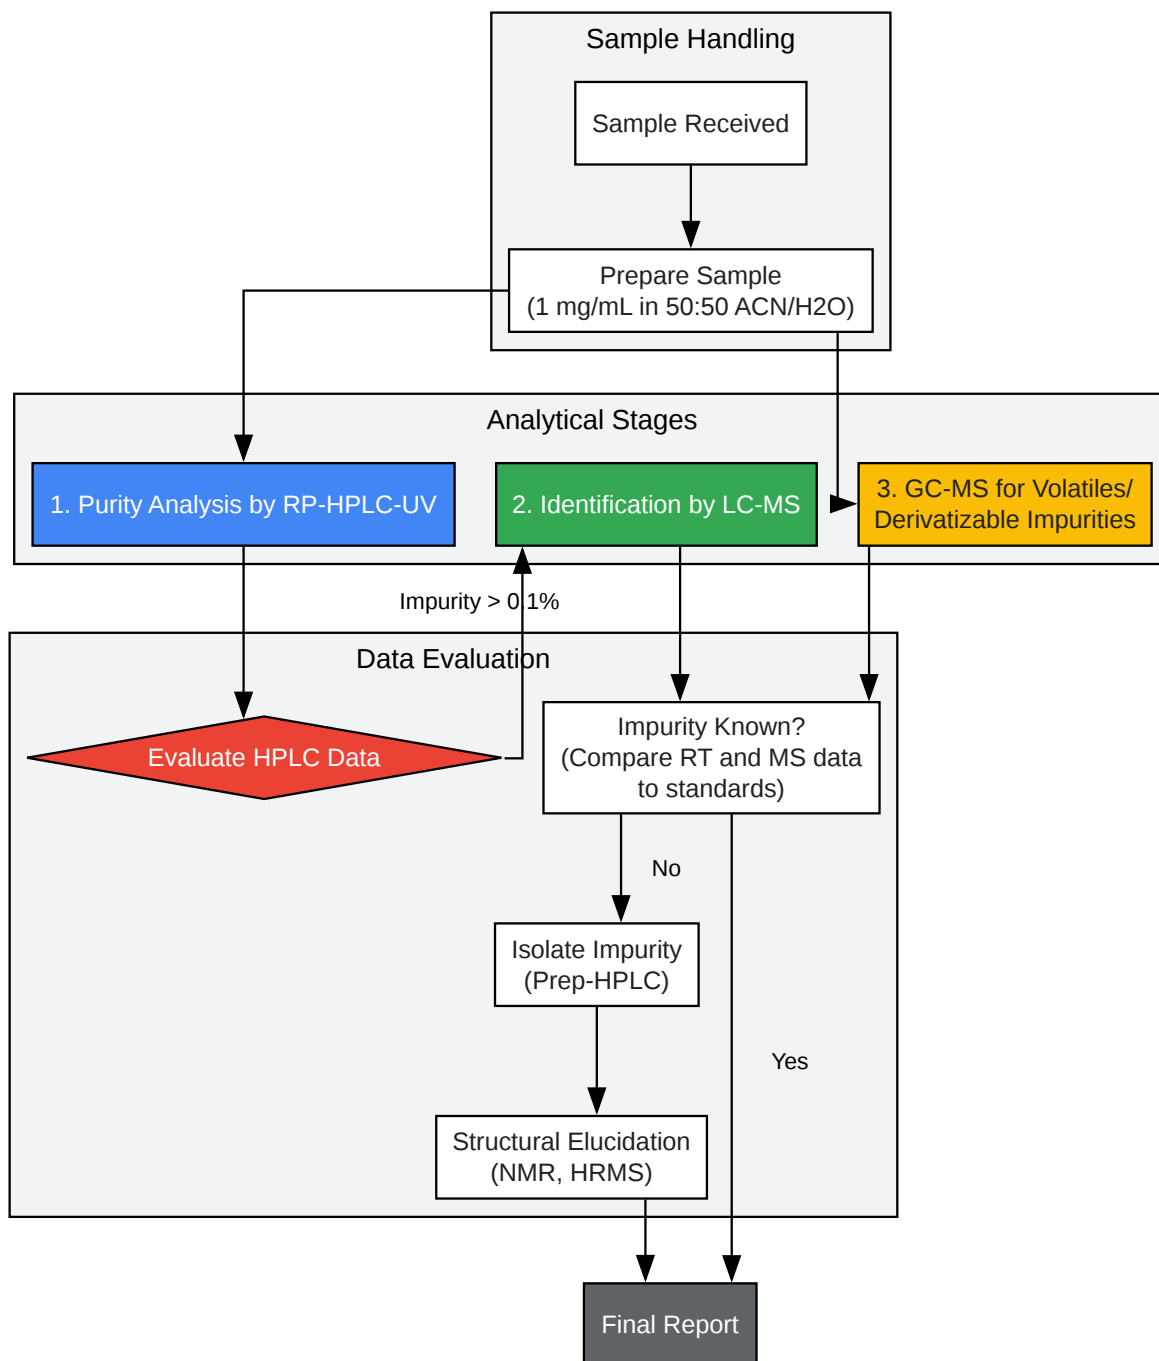 Sample Handling
Sample Received
Prepare Sample
(1 mg/mL in 50:50 ACN/H2O)
Analytical Stages
1. Purity Analysis by RP-HPLC-UV
2. Identification by LC-MS
3. GC-MS for Volatiles/
Derivatizable Impurities
Impurity > 0.1%
Data Evaluation
Evaluate HPLC Data
Impurity Known?
(Compare RT and MS data
to standards)
No
Isolate Impurity
(Prep-HPLC)
Yes
Structural Elucidation
(NMR, HRMS)
Final Report